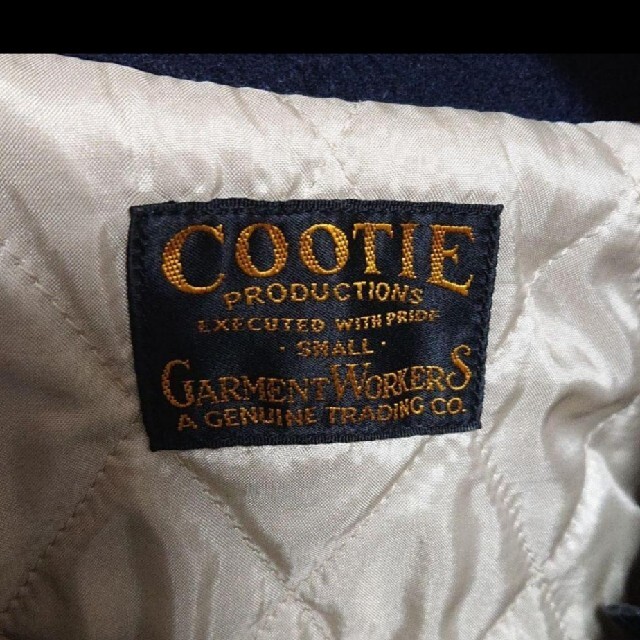 COOTIE
PRODUCTIONS
EXECUTED WITH PRIDE
· SMALL ·
GARMENT WORKERS
A GENUINE TRADING CO.